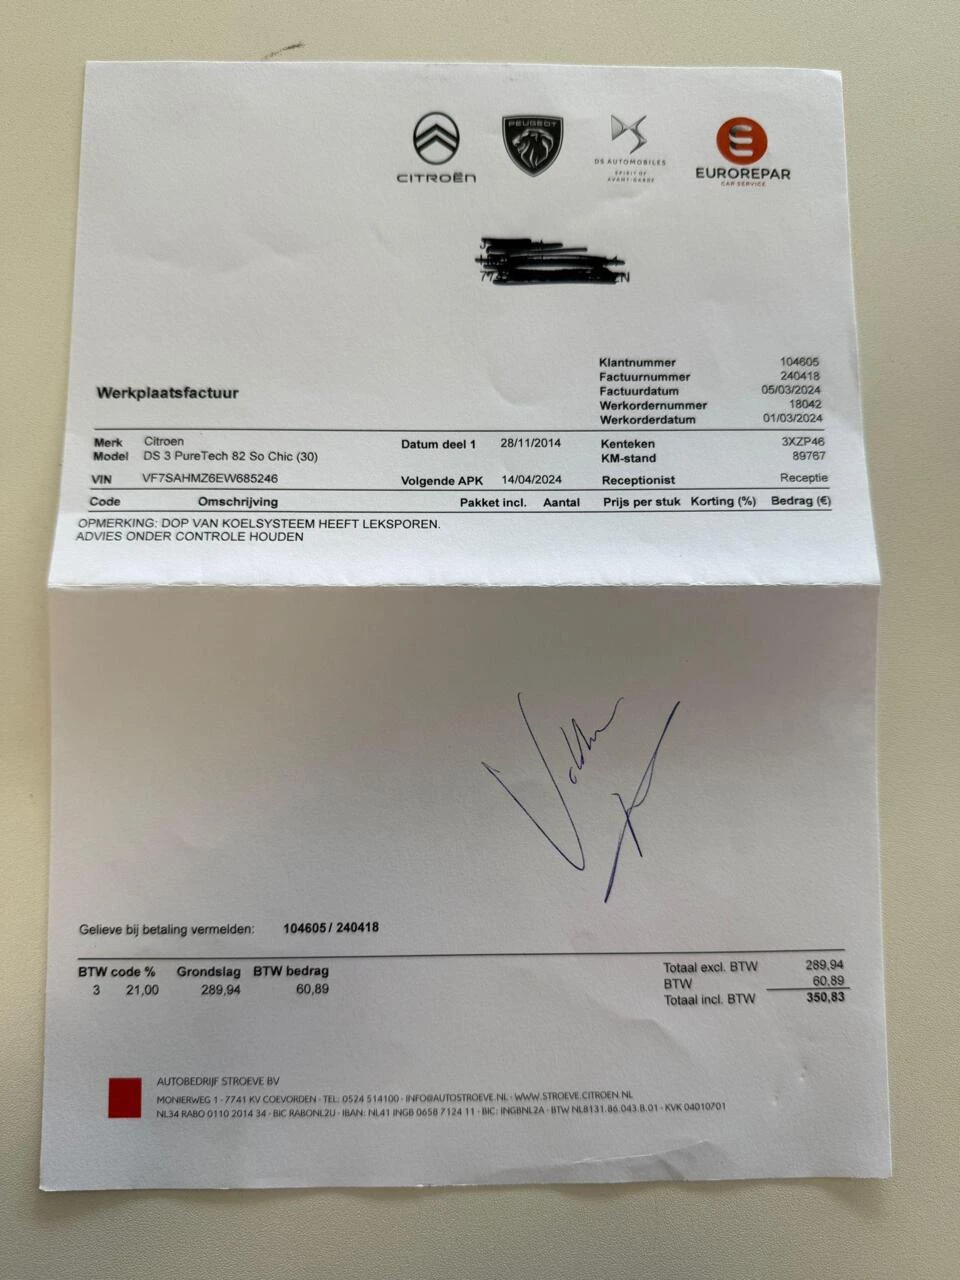 CITROËN
PEUGEOT
DS AUTOMOBILES
SPIRIT OF
AVANT-GARDE
EUROREPAR
CAR SERVICE
Werkplaatsfactuur
Klantnummer 104605
Factuurnummer 240418
Factuurdatum 05/03/2024
Werkordernummer 18042
Werkorderdatum 01/03/2024
Merk Citroen Datum deel 1 28/11/2014 Kenteken 3XZP46
Model DS 3 PureTech 82 So Chic (30) KM-stand 89767
VIN VF7SAHMZ6EW685246 Volgende APK 14/04/2024 Receptionist Receptie
Code Omschrijving Pakket incl. Aantal Prijs per stuk Korting (%) Bedrag (€)
OPMERKING: DOP VAN KOELSYSTEEM HEEFT LEKSPOREN.
ADVIES ONDER CONTROLE HOUDEN
Gelieve bij betaling vermelden: 104605 / 240418
BTW code % Grondslag BTW bedrag
3 21,00 289,94 60,89
Totaal excl. BTW 289,94
BTW 60,89
Totaal incl. BTW 350,83
AUTOBEDRIJF STROEVE BV
MONIERWEG 1 - 7741 KV COEVORDEN - TEL: 0524 514100 - INFO@AUTOSTROEVE.NL - WWW.STROEVE.CITROEN.NL
NL34 RABO 0110 2014 34 - BIC RABONL2U - IBAN: NL41 INGB 0658 7124 11 - BIC: INGBNL2A - BTW NL8131.86.043.B.01 - KVK 04010701